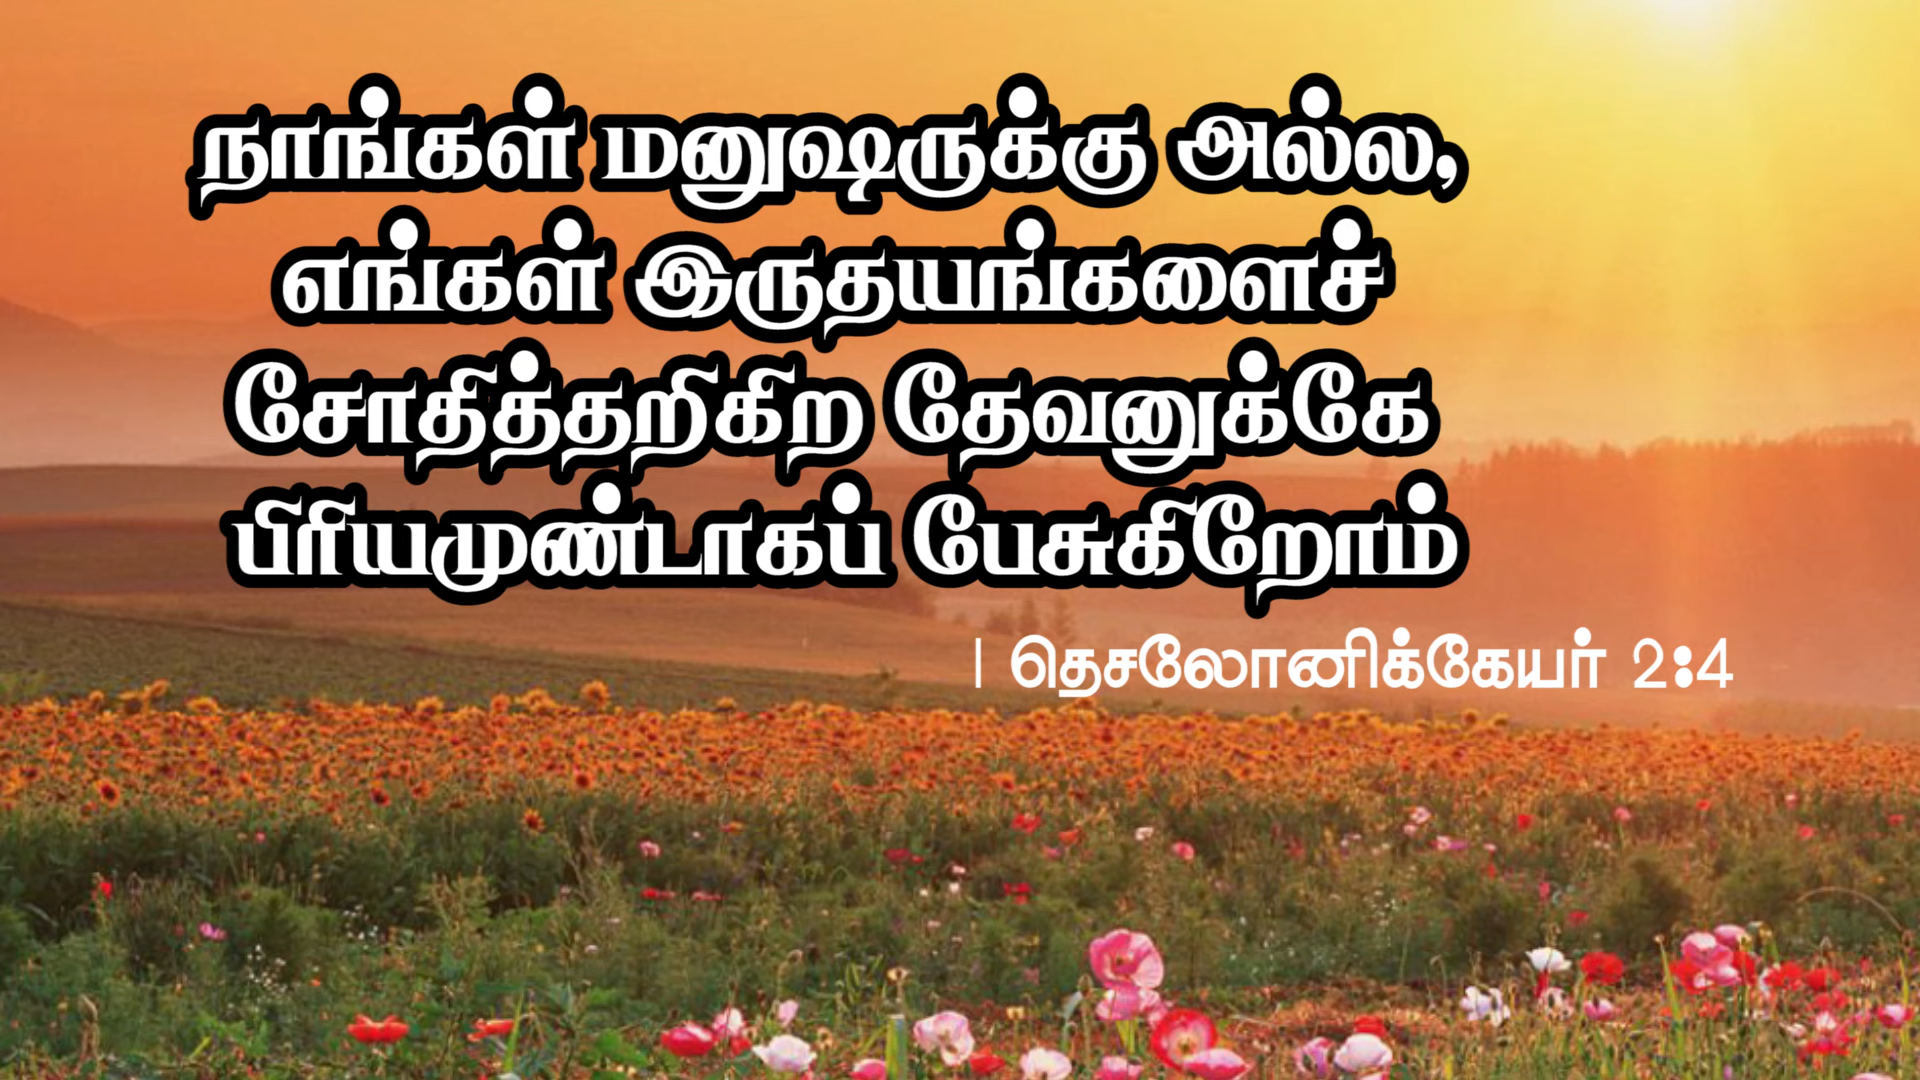 நாங்கள் மனுஷருக்கு அல்ல,
எங்கள் இருதயங்களைச்
சோதித்தறிகிற தேவனுக்கே
பிரியமுண்டாகப் பேசுகிறோம்
I தெசலோனிக்கேயர் 2:4